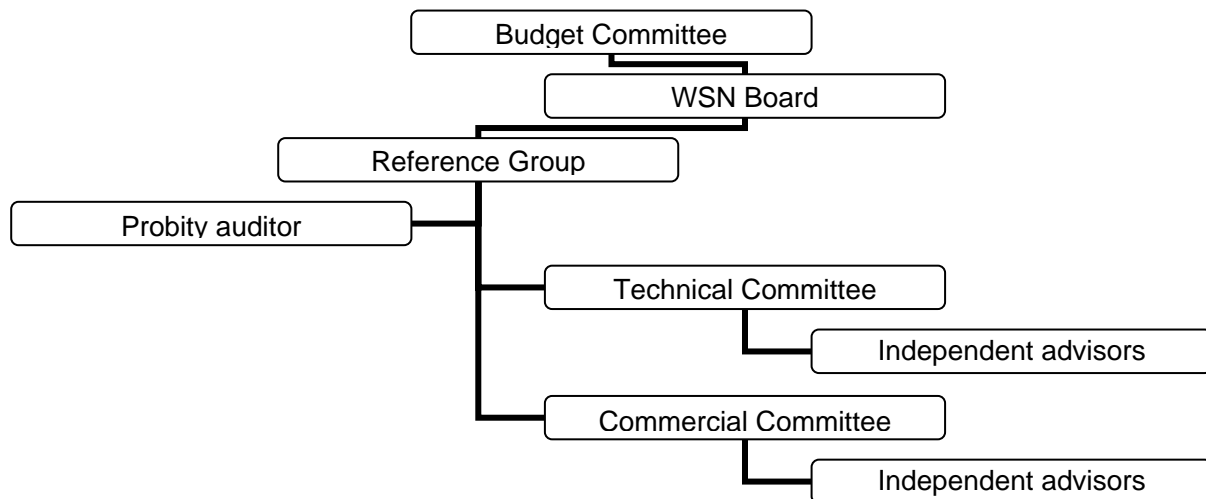 Budget Committee
WSN Board
Reference Group
Probity auditor
Technical Committee
Independent advisors
Commercial Committee
Independent advisors